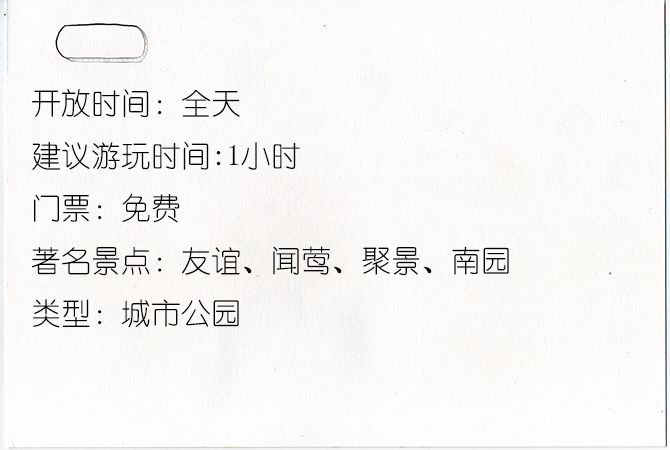 开放时间：全天
建议游玩时间:1小时
门票：免费
著名景点：友谊、闻莺、聚景、南园
类型：城市公园